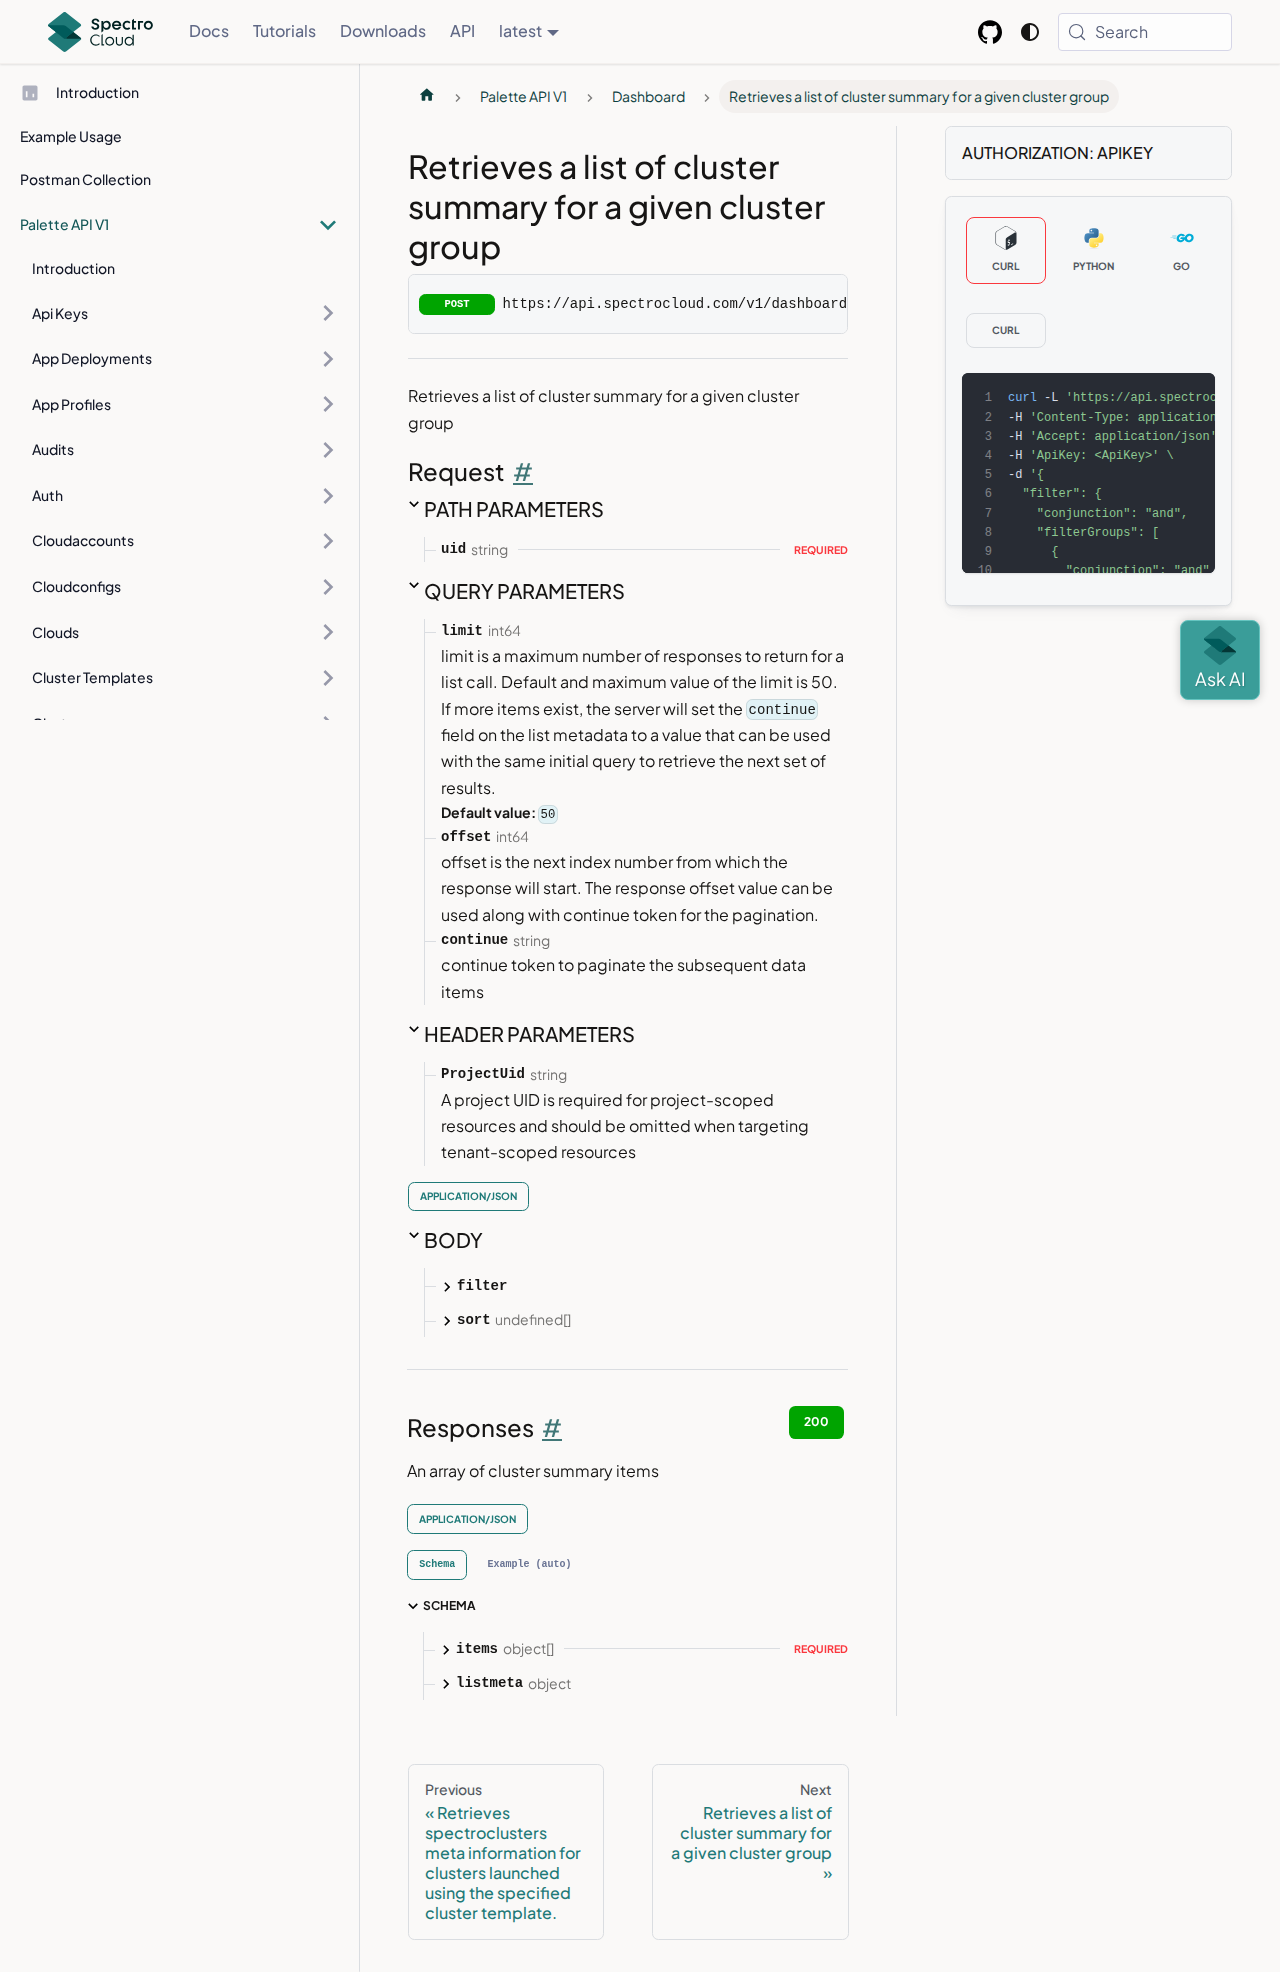 Spectro Cloud
Docs
Tutorials
Downloads
API
latest
Search
Introduction
Example Usage
Postman Collection
Palette API V1
Introduction
Api Keys
App Deployments
App Profiles
Audits
Auth
Cloudaccounts
Cloudconfigs
Clouds
Cluster Templates
Palette API V1
Dashboard
Retrieves a list of cluster summary for a given cluster group
Retrieves a list of cluster
summary for a given cluster
group
POST https://api.spectrocloud.com/v1/dashboard
Retrieves a list of cluster summary for a given cluster
group
Request #
PATH PARAMETERS
uid string REQUIRED
QUERY PARAMETERS
limit int64
limit is a maximum number of responses to return for a
list call. Default and maximum value of the limit is 50.
If more items exist, the server will set the continue
field on the list metadata to a value that can be used
with the same initial query to retrieve the next set of
results.
Default value: 50
offset int64
offset is the next index number from which the
response will start. The response offset value can be
used along with continue token for the pagination.
continue string
continue token to paginate the subsequent data
items
HEADER PARAMETERS
ProjectUid string
A project UID is required for project-scoped
resources and should be omitted when targeting
tenant-scoped resources
APPLICATION/JSON
BODY
filter
sort undefined[]
Responses #
200
An array of cluster summary items
APPLICATION/JSON
Schema
Example (auto)
SCHEMA
items object[] REQUIRED
listmeta object
Previous
« Retrieves
spectroclusters
meta information for
clusters launched
using the specified
cluster template.
Next
Retrieves a list of
cluster summary for
a given cluster group
»
AUTHORIZATION: APIKEY
CURL
PYTHON
GO
CURL
1 curl -L 'https://api.spectroc
2 -H 'Content-Type: application
3 -H 'Accept: application/json'
4 -H 'ApiKey: <ApiKey>' \
5 -d '{
6 "filter": {
7 "conjunction": "and",
8 "filterGroups": [
9 {
10 "conjunction": "and"
Ask AI